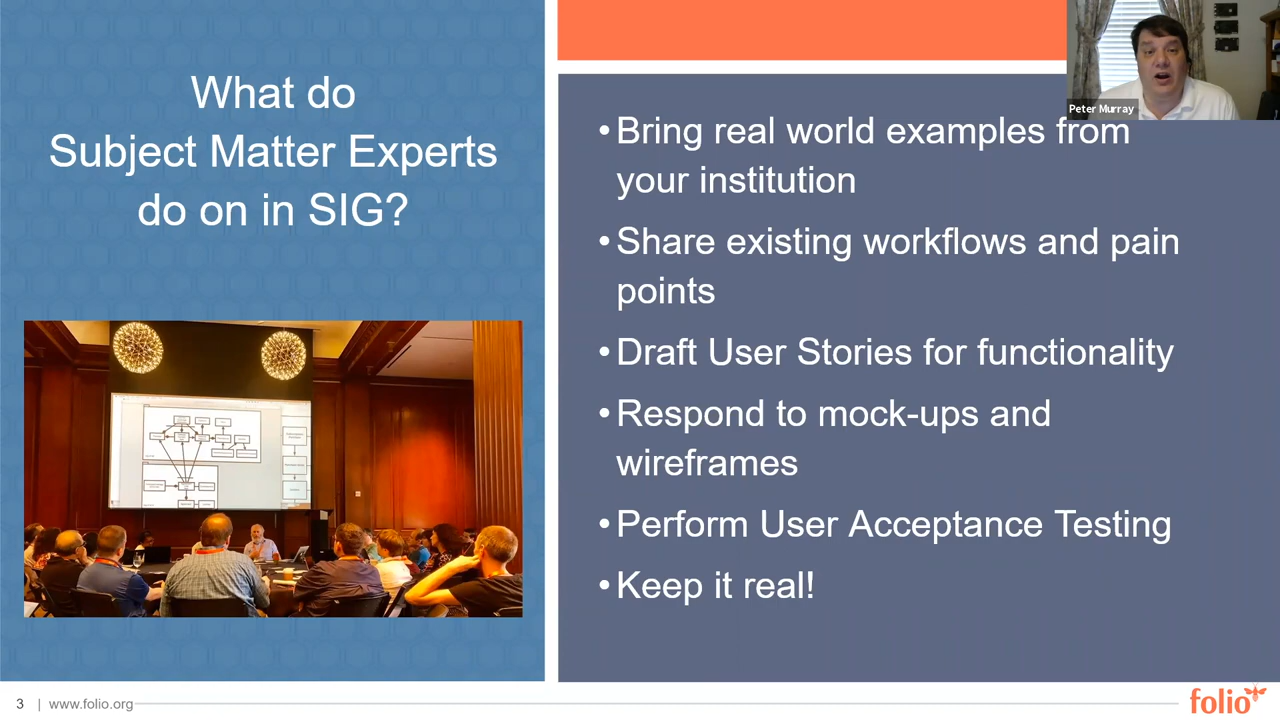 What do
Subject Matter Experts
do on in SIG?
Peter Murray
•Bring real world examples from
your institution
•Share existing workflows and pain
points
•Draft User Stories for functionality
•Respond to mock-ups and
wireframes
•Perform User Acceptance Testing
•Keep it real!
3 | www.folio.org
folio